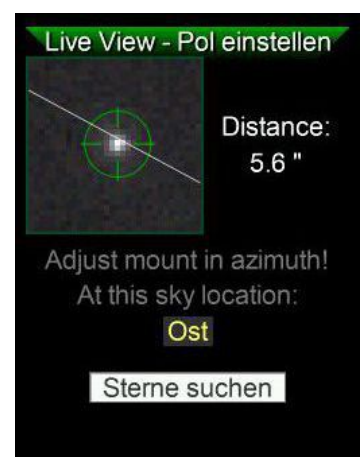 Live View - Pol einstellen
Distance:
5.6 "
Adjust mount in azimuth!
At this sky location:
Ost
Sterne suchen